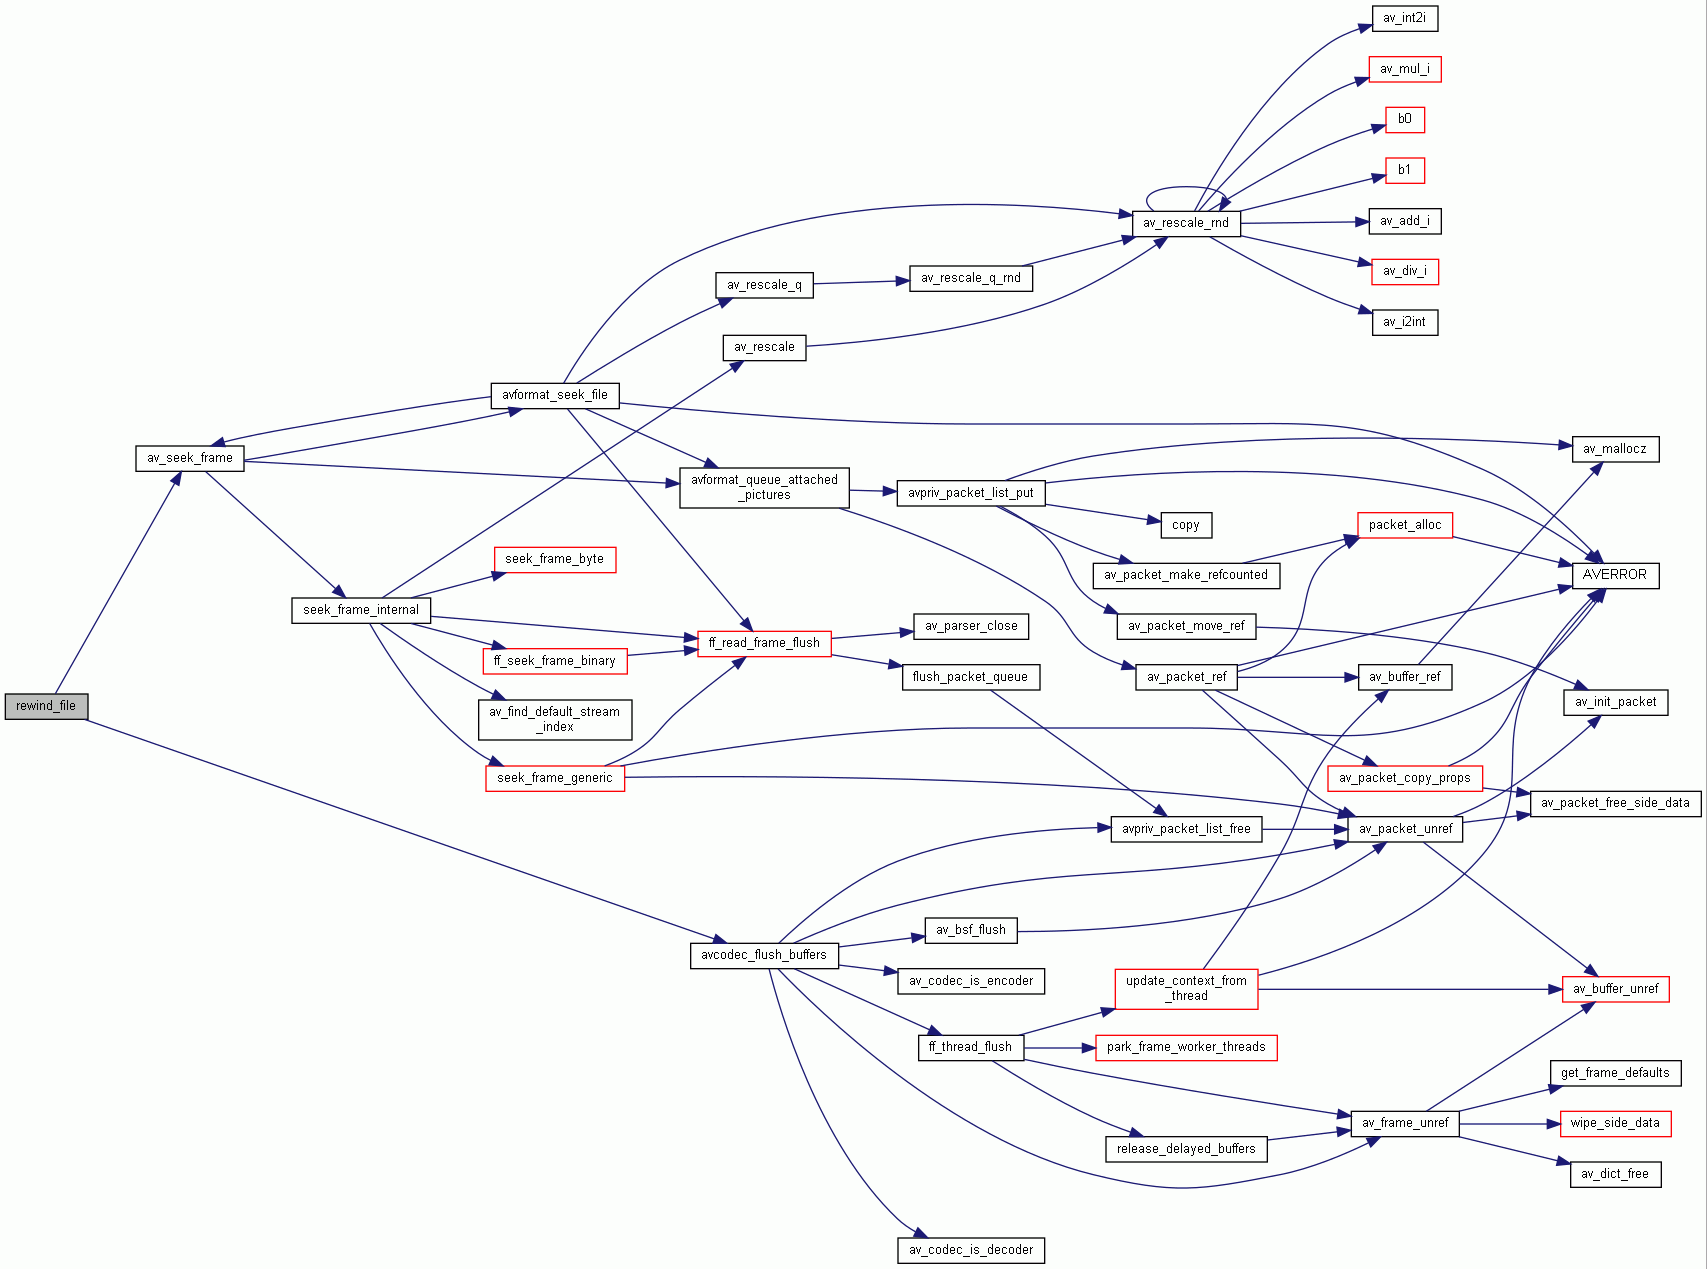 av_int2i
av_mul_i
b0
b1
av_rescale_rnd
av_add_i
av_rescale_q
av_rescale_q_rnd
av_div_i
av_i2int
av_rescale
avformat_seek_file
av_seek_frame
av_mallocz
avformat_queue_attached
_pictures
avpriv_packet_list_put
copy
packet_alloc
seek_frame_byte
av_packet_make_refcounted
AVERROR
seek_frame_internal
av_parser_close
av_packet_move_ref
ff_read_frame_flush
ff_seek_frame_binary
flush_packet_queue
av_packet_ref
av_buffer_ref
rewind_file
av_find_default_stream
_index
av_init_packet
seek_frame_generic
av_packet_copy_props
av_packet_free_side_data
avpriv_packet_list_free
av_packet_unref
av_bsf_flush
avcodec_flush_buffers
av_codec_is_encoder
update_context_from
_thread
av_buffer_unref
ff_thread_flush
park_frame_worker_threads
get_frame_defaults
av_frame_unref
wipe_side_data
release_delayed_buffers
av_dict_free
av_codec_is_decoder